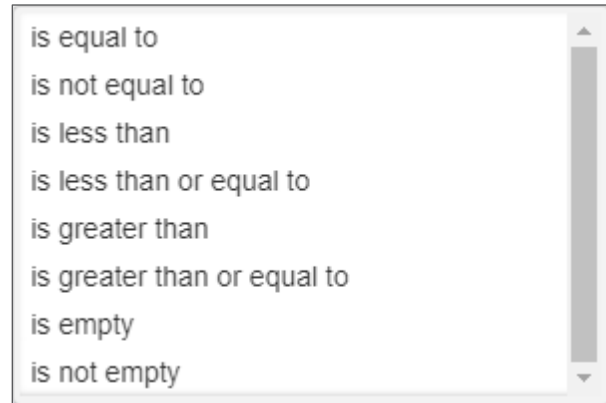 is equal to
is not equal to
is less than
is less than or equal to
is greater than
is greater than or equal to
is empty
is not empty